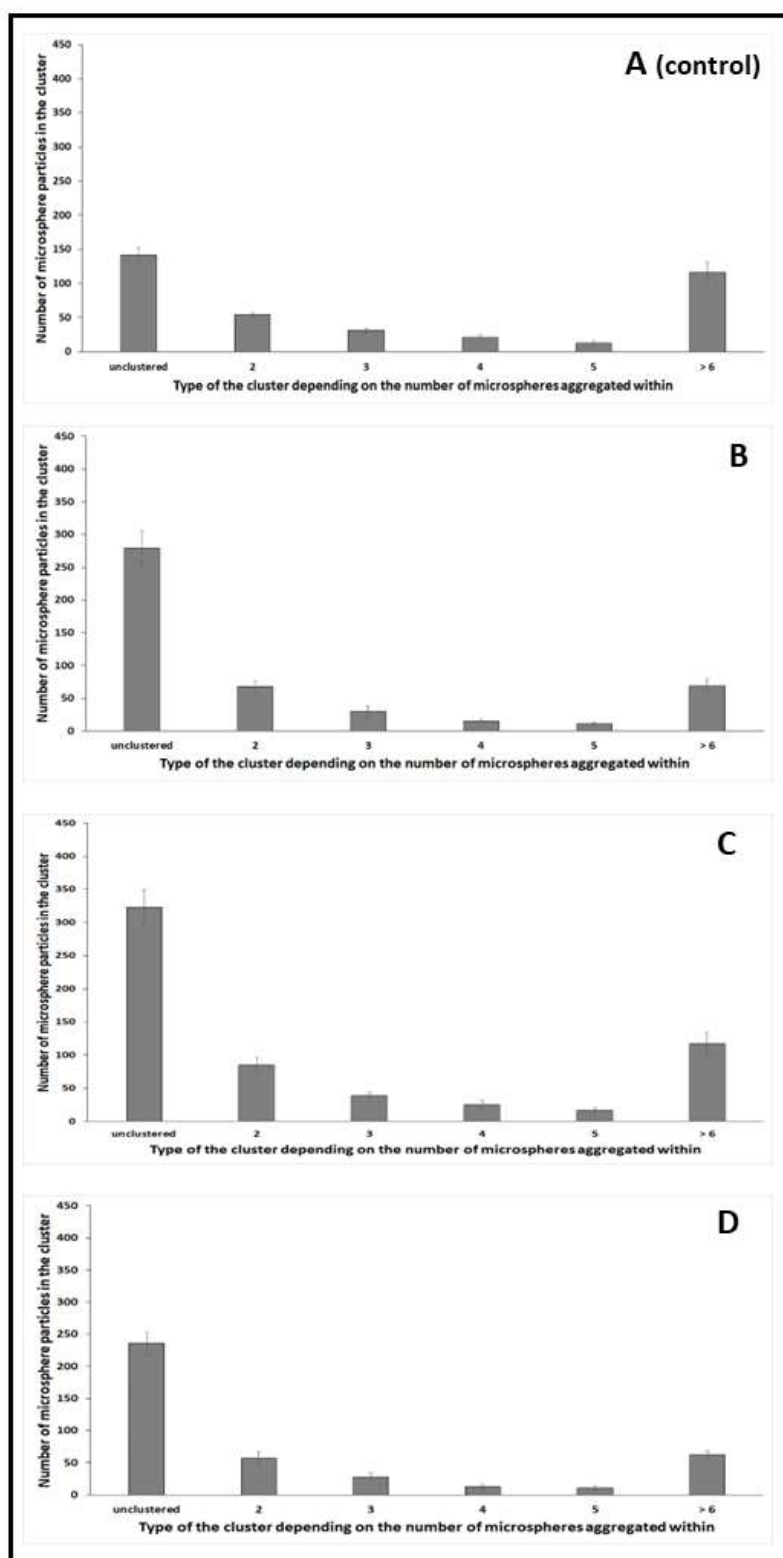 A (control)
Number of microsphere particles in the cluster
450
400
350
300
250
200
150
100
50
0
unclustered 2 3 4 5 > 6
Type of the cluster depending on the number of microspheres aggregated within
B
Number of microsphere particles in the cluster
450
400
350
300
250
200
150
100
50
0
unclustered 2 3 4 5 > 6
Type of the cluster depending on the number of microspheres aggregated within
C
Number of microsphere particles in the cluster
450
400
350
300
250
200
150
100
50
0
unclustered 2 3 4 5 > 6
Type of the cluster depending on the number of microspheres aggregated within
D
Number of microsphere particles in the cluster
450
400
350
300
250
200
150
100
50
0
unclustered 2 3 4 5 > 6
Type of the cluster depending on the number of microspheres aggregated within